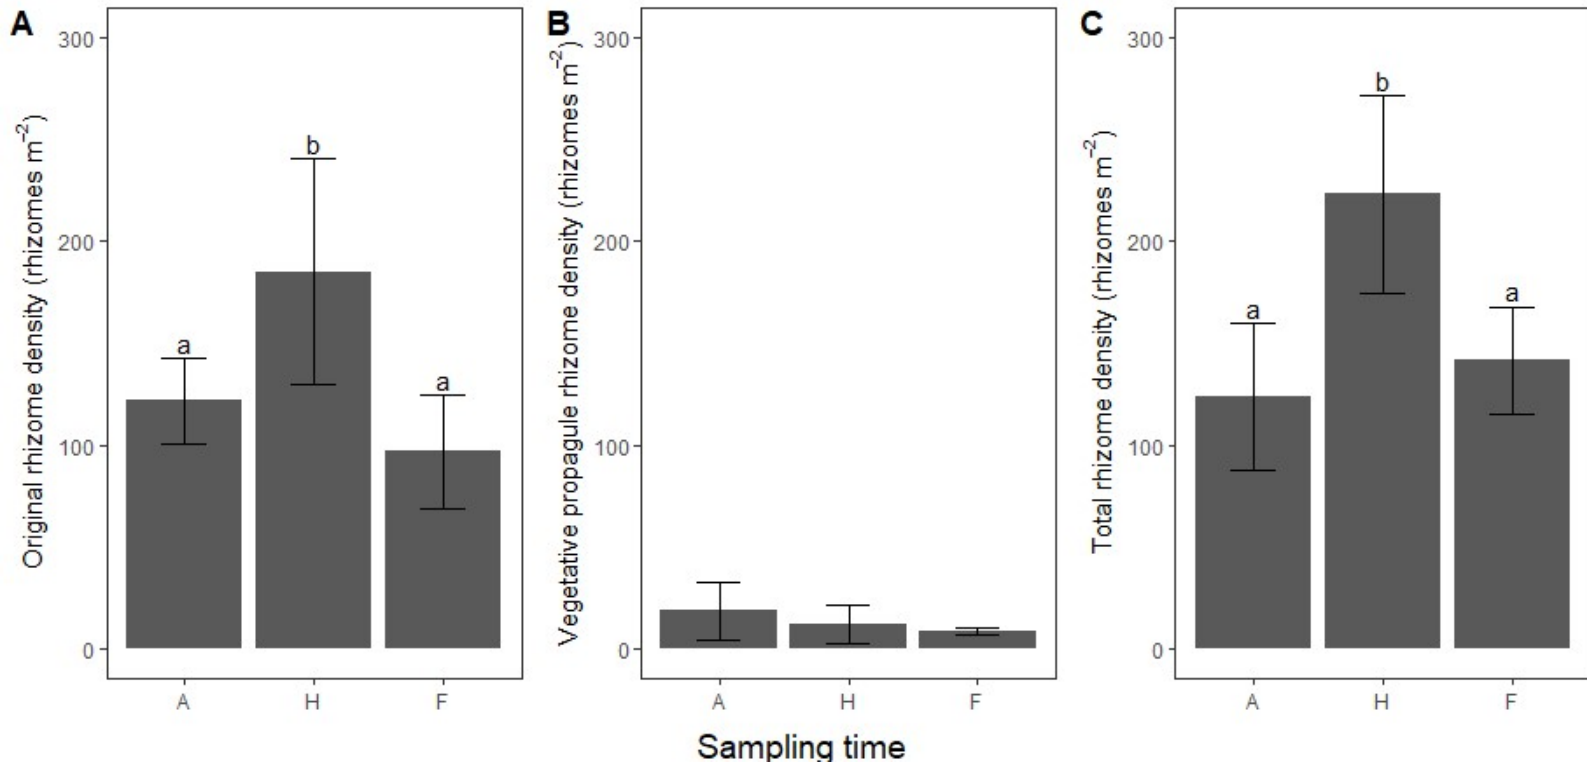 A
Original rhizome density (rhizomes m⁻²)
300
200
100
0
a
b
a
A
H
F
B
Vegetative propagule rhizome density (rhizomes m⁻²)
300
200
100
0
A
H
F
C
Total rhizome density (rhizomes m⁻²)
300
200
100
0
a
b
a
A
H
F
Sampling time